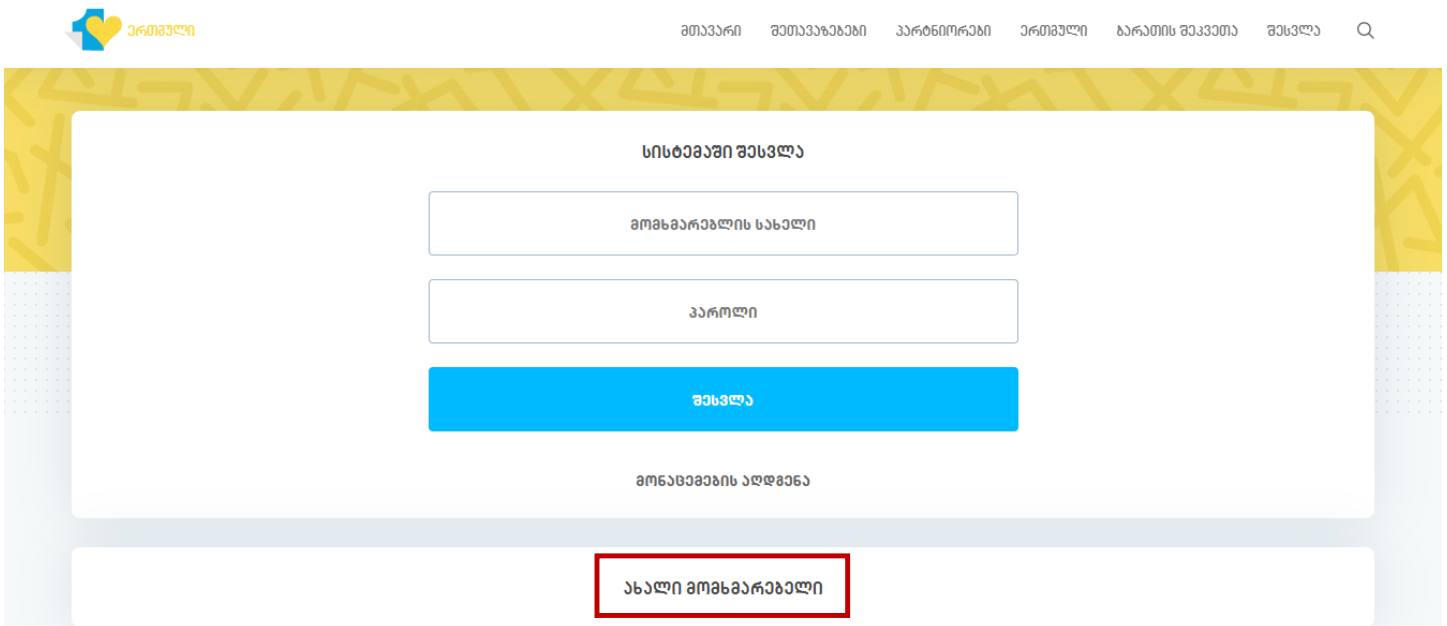 ერთგული
მთავარი შეთავაზებები პარტნიორები ერთგული ბარათის შეკვეთა შესვლა
სისტემაში შესვლა
მომხმარებლის სახელი
პაროლი
შესვლა
მონაცემების აღდგენა
ახალი მომხმარებელი